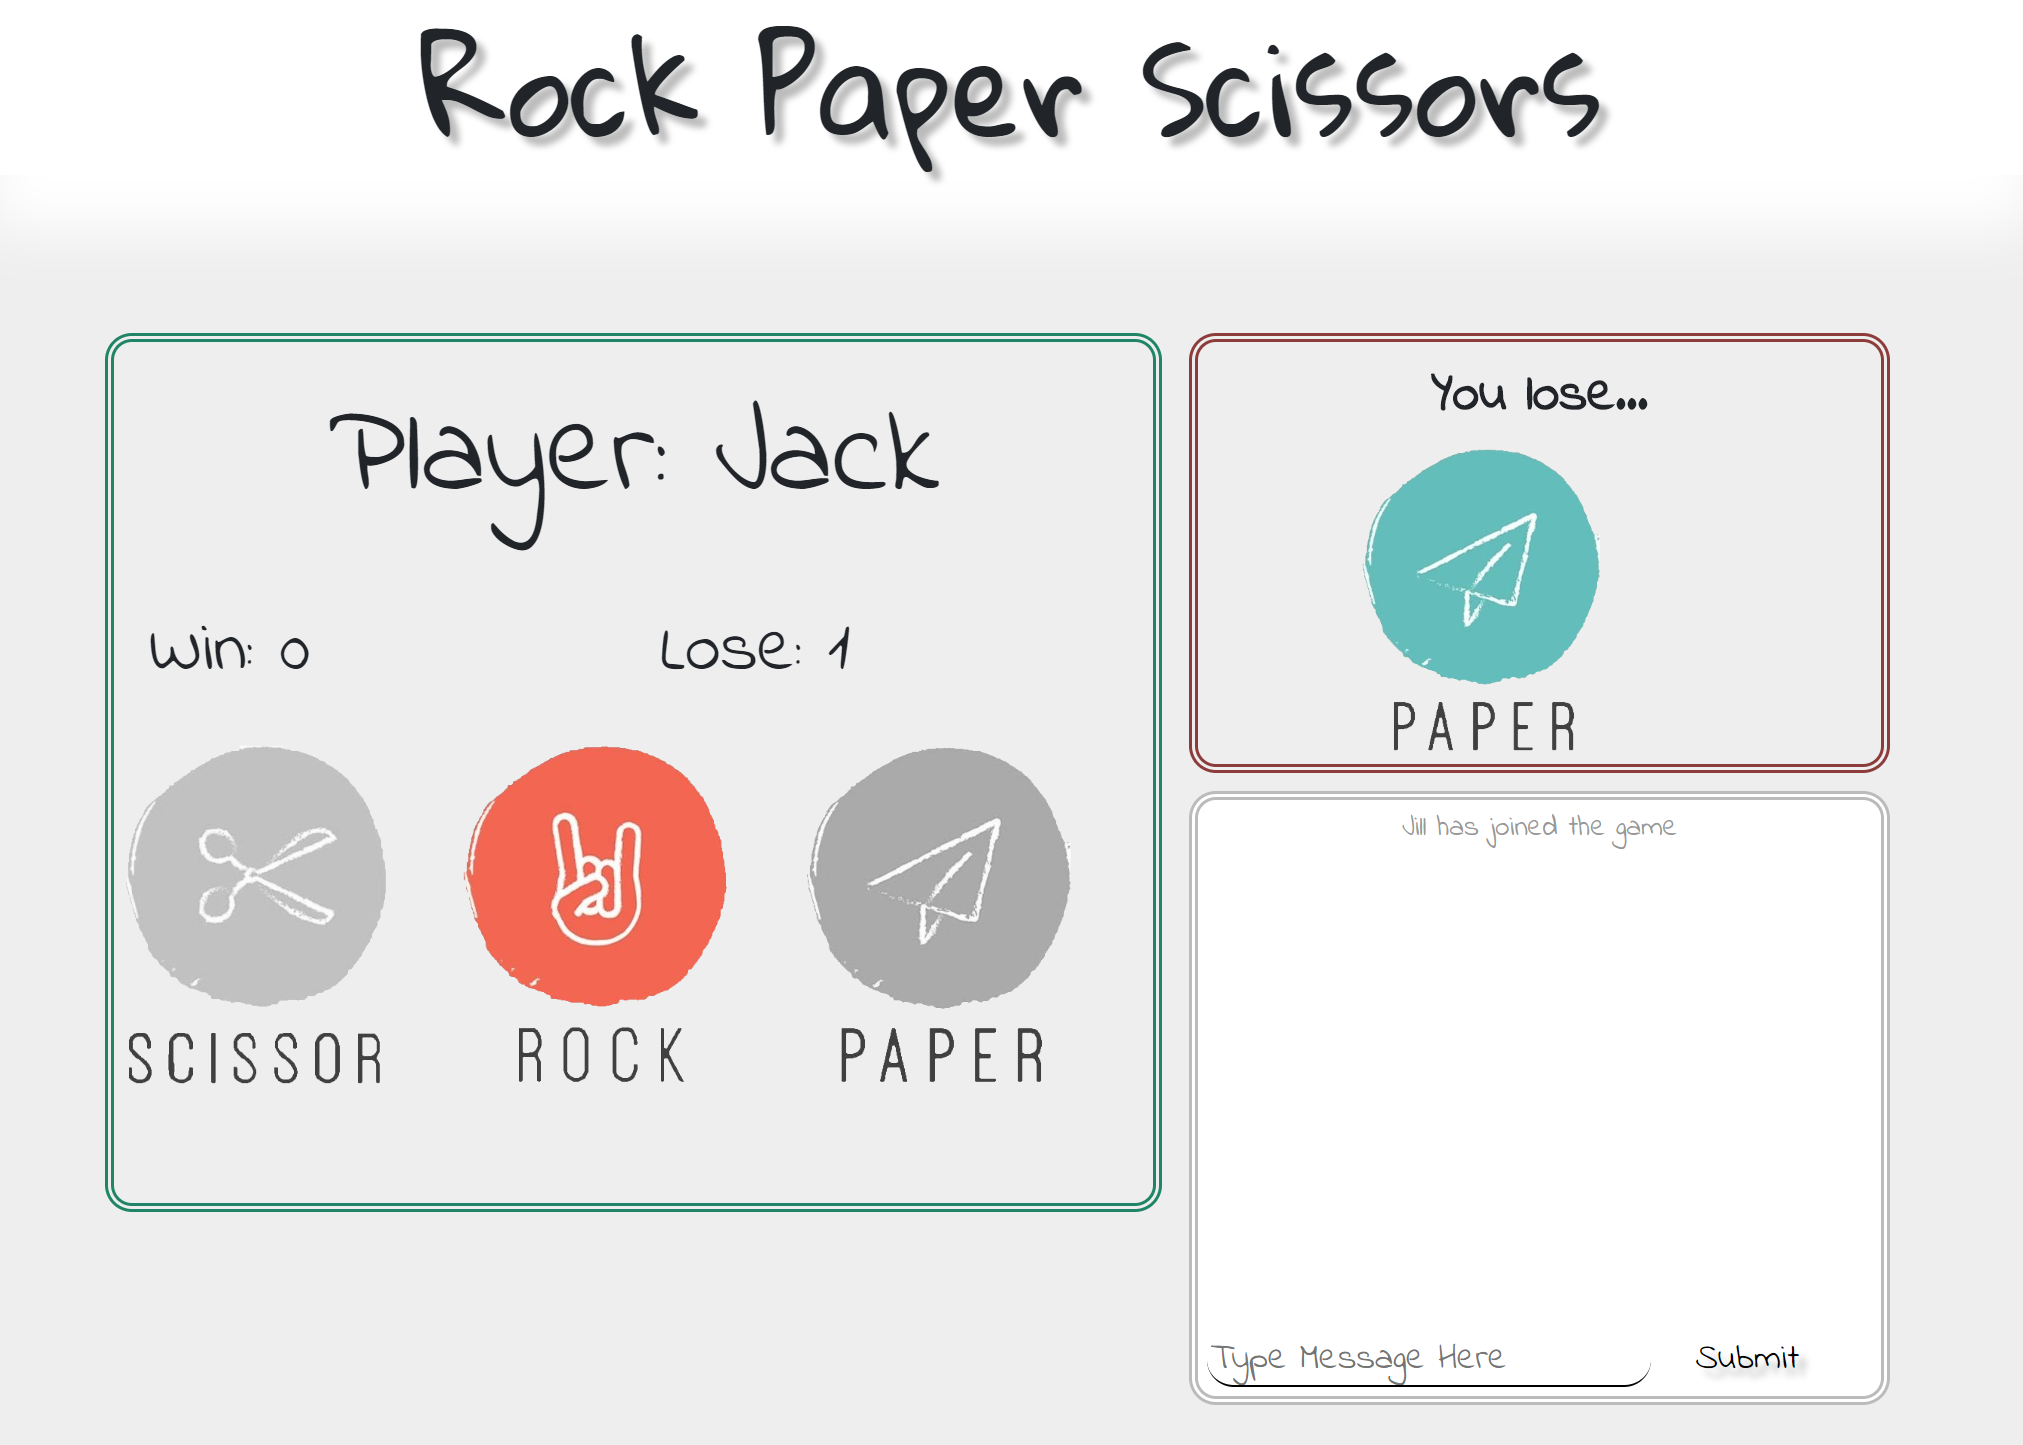 Rock Paper Scissors
Player: Jack
Win: 0
Lose: 1
SCISSOR
ROCK
PAPER
You lose...
PAPER
Jill has joined the game
Type Message Here
Submit